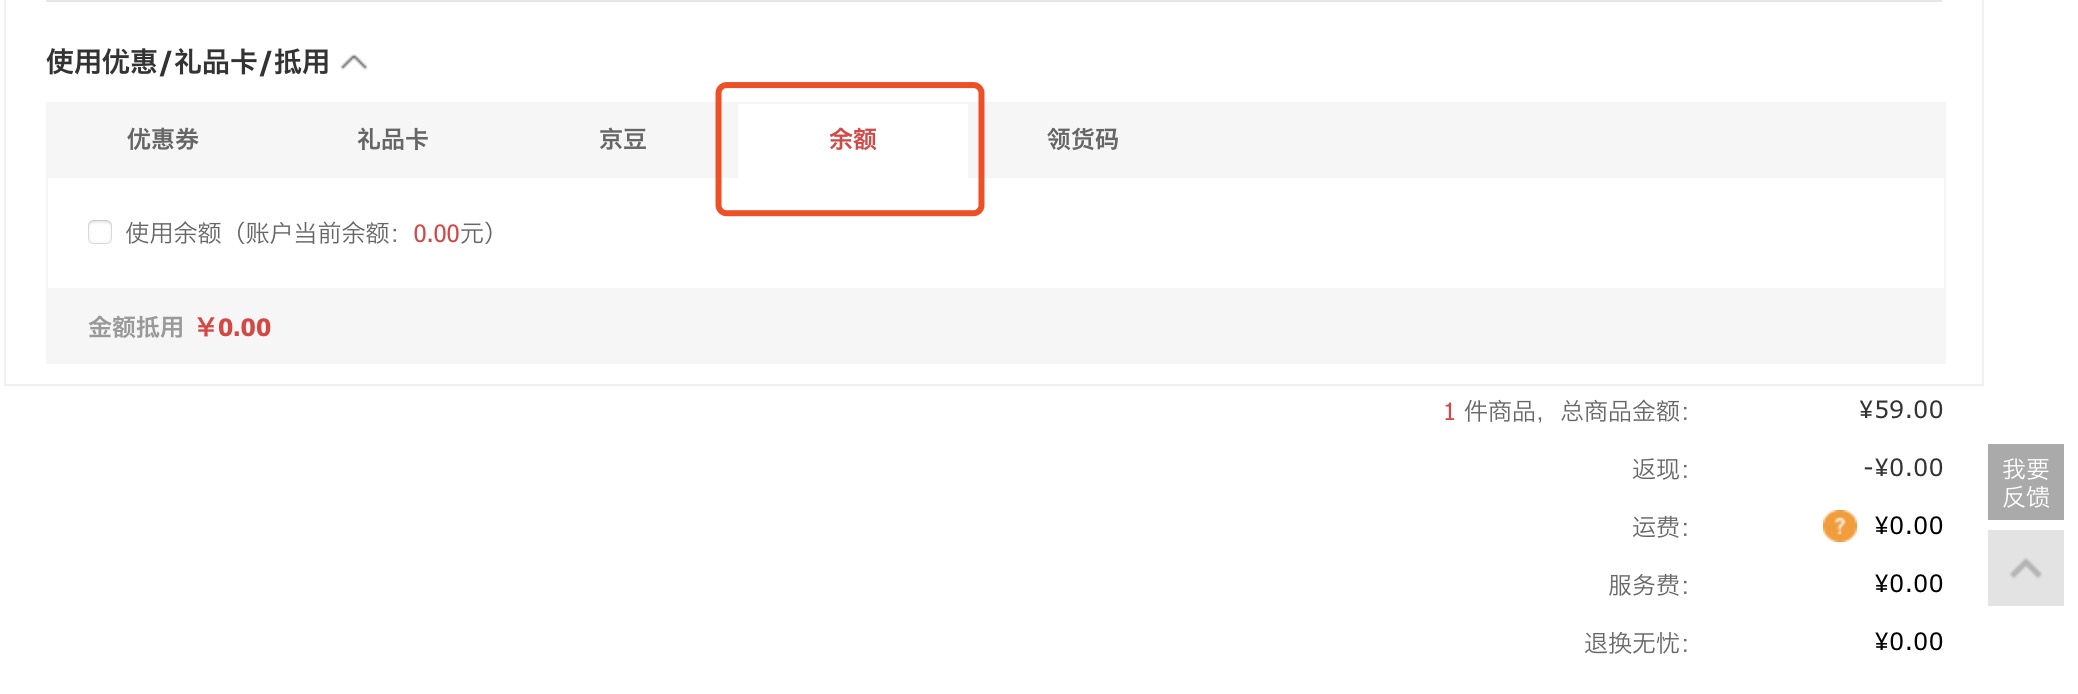 使用优惠/礼品卡/抵用
优惠券 礼品卡 京豆 余额 领货码
使用余额（账户当前余额：0.00元）
金额抵用 ￥0.00
1 件商品，总商品金额： ¥59.00
返现： -¥0.00
运费： ? ¥0.00
服务费： ¥0.00
退换无忧： ¥0.00
我要
反馈